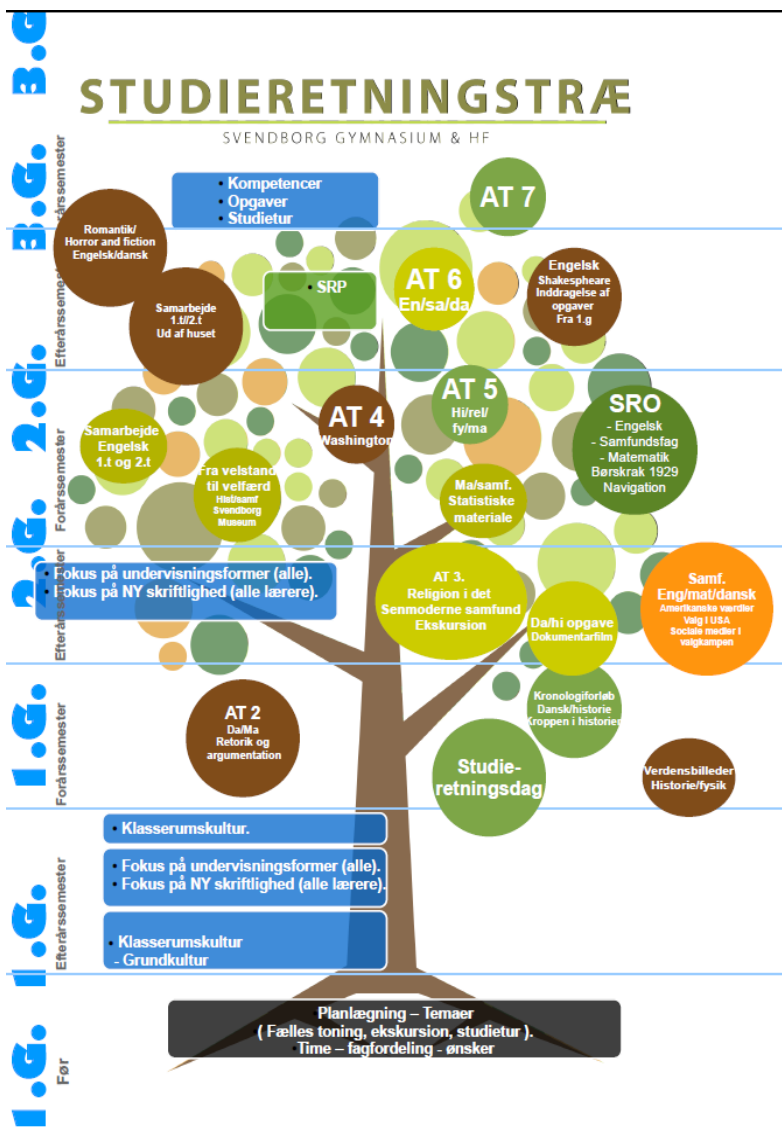 3.G.
STUDIERETNINGSTRÆ
SVENDBORG GYMNASIUM & HF
3.G.
Forårssemester
• Kompetencer
• Opgaver
• Studietur
AT 7
Efterårssemester
Romantik/
Horror and fiction
Engelsk/dansk
Samarbejde
1.t//2.t
Ud af huset
• SRP
AT 6
En/sa/da
Engelsk
Shakespheare
Inddragelse af
opgaver
Fra 1.g
2.G.
Forårssemester
Samarbejde
Engelsk
1.t og 2.t
Fra velstand
til velfærd
Hist/samf
Svendborg
Museum
AT 4
Washington
AT 5
Hi/rel/
fy/ma
Ma/samf.
Statistiske
materiale
SRO
- Engelsk
- Samfundsfag
- Matematik
Børskrak 1929
Navigation
2.G.
Efterårssemester
• Fokus på undervisningsformer (alle).
• Fokus på NY skriftlighed (alle lærere).
AT 3.
Religion i det
Senmoderne samfund
Ekskursion
Da/hi opgave
Dokumentarfilm
Samf.
Eng/mat/dansk
Amerikanske værdier
Valg i USA
Sociale medier i
valgkampen
1.G.
Forårssemester
AT 2
Da/Ma
Retorik og
argumentation
Kronologiforløb
Dansk/historie
Kroppen i historien
Studie-
retningsdag
Verdensbilleder
Historie/fysik
1.G.
Efterårssemester
• Klasserumskultur.
• Fokus på undervisningsformer (alle).
• Fokus på NY skriftlighed (alle lærere).
• Klasserumskultur
- Grundkultur
1.G.
Før
•Planlægning – Temaer
( Fælles toning, ekskursion, studietur ).
•Time – fagfordeling - ønsker